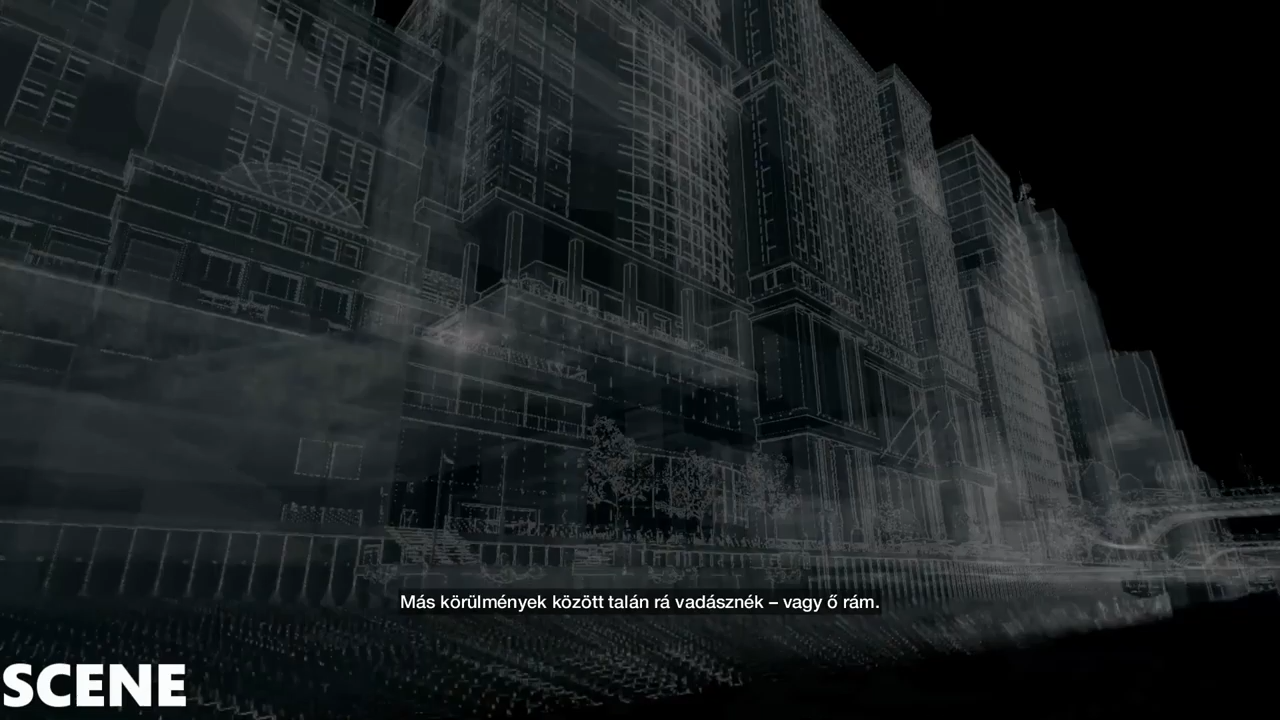 Más körülmények között talán rá vadásznék – vagy ő rám.
SCENE